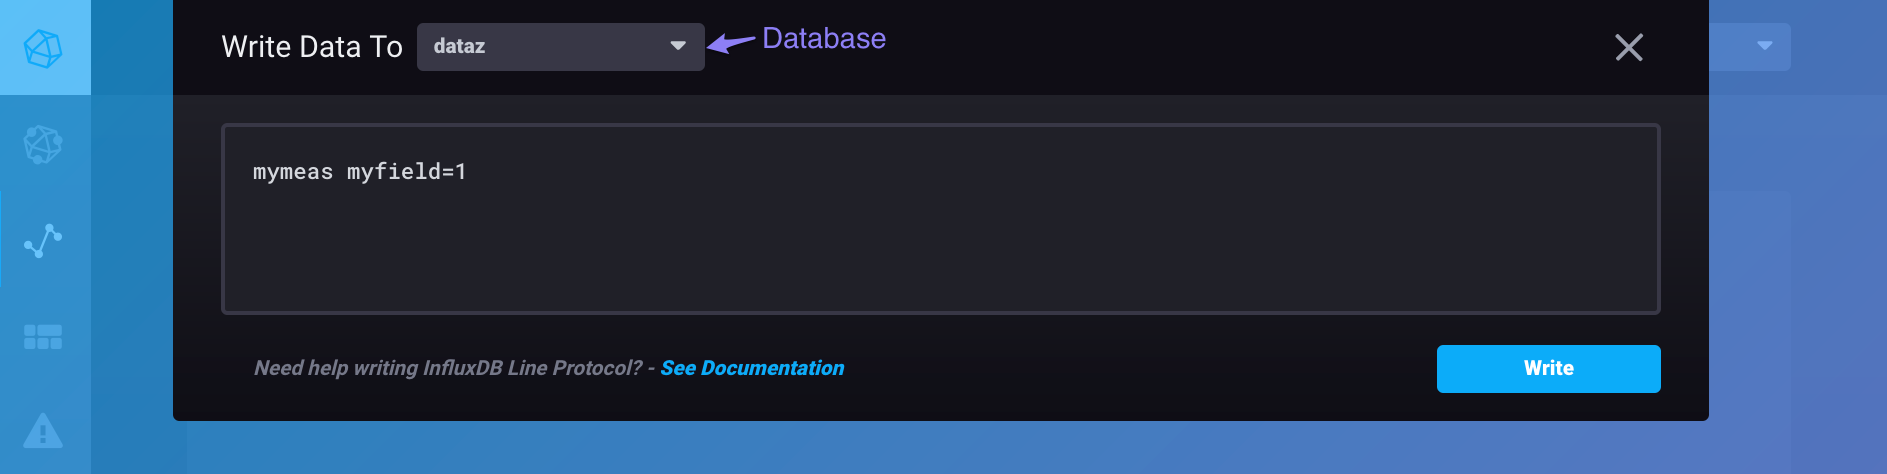 Write Data To dataz Database
mymeas myfield=1
Need help writing InfluxDB Line Protocol? - See Documentation
Write